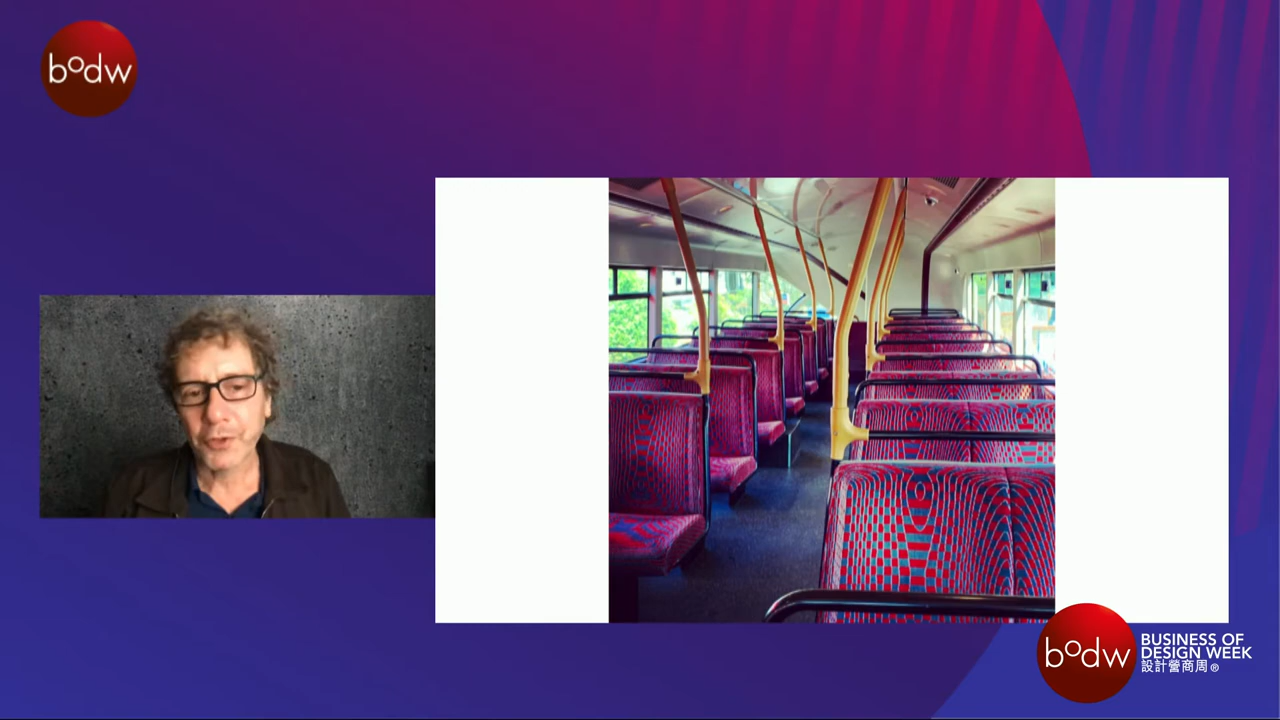 bodw
bodw
BUSINESS OF
DESIGN WEEK
設計營商周®